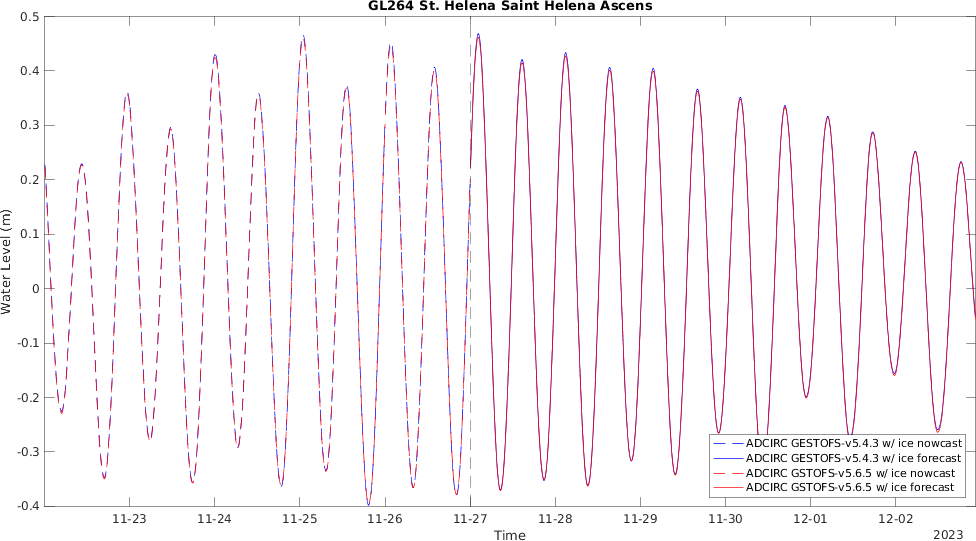 GL264 St. Helena Saint Helena Ascens
0.5
0.4
0.3
0.2
0.1
0
-0.1
-0.2
-0.3
-0.4
Water Level (m)
ADCIRC GESTOFS-v5.4.3 w/ ice nowcast
ADCIRC GESTOFS-v5.4.3 w/ ice forecast
ADCIRC GSTOFS-v5.6.5 w/ ice nowcast
ADCIRC GSTOFS-v5.6.5 w/ ice forecast
11-23 11-24 11-25 11-26 11-27 11-28 11-29 11-30 12-01 12-02
Time
2023